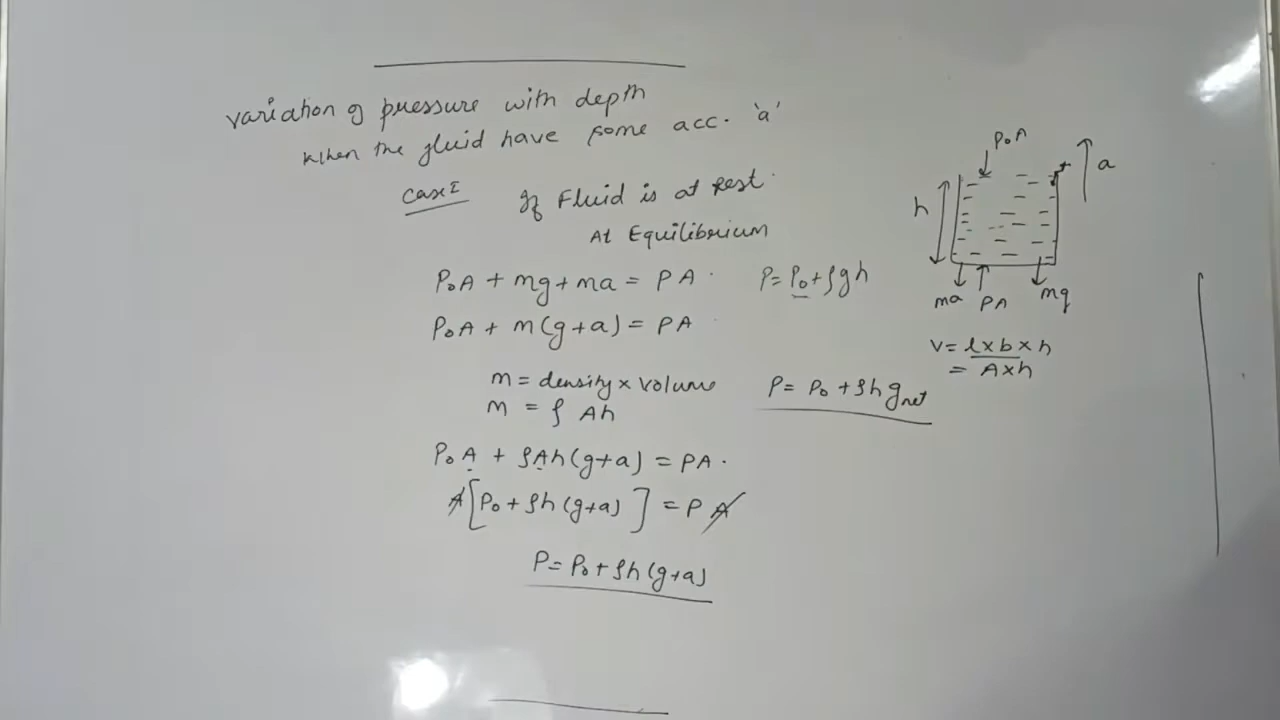 Variation of pressure with depth
When the fluid have some acc. 'a'
Case I If Fluid is at Rest.
At Equilibrium
P₀A + mg + ma = PA. P = P₀ + ρgh
P₀A + m(g+a) = PA
m = density × volume P = P₀ + ρh g_net
m = ρ Ah
P₀A + ρAh(g+a) = PA.
A[P₀ + ρh(g+a)] = PA
P = P₀ + ρh(g+a)
P₀A
a
h
ma PA mg
V = l×b×h
= A×h